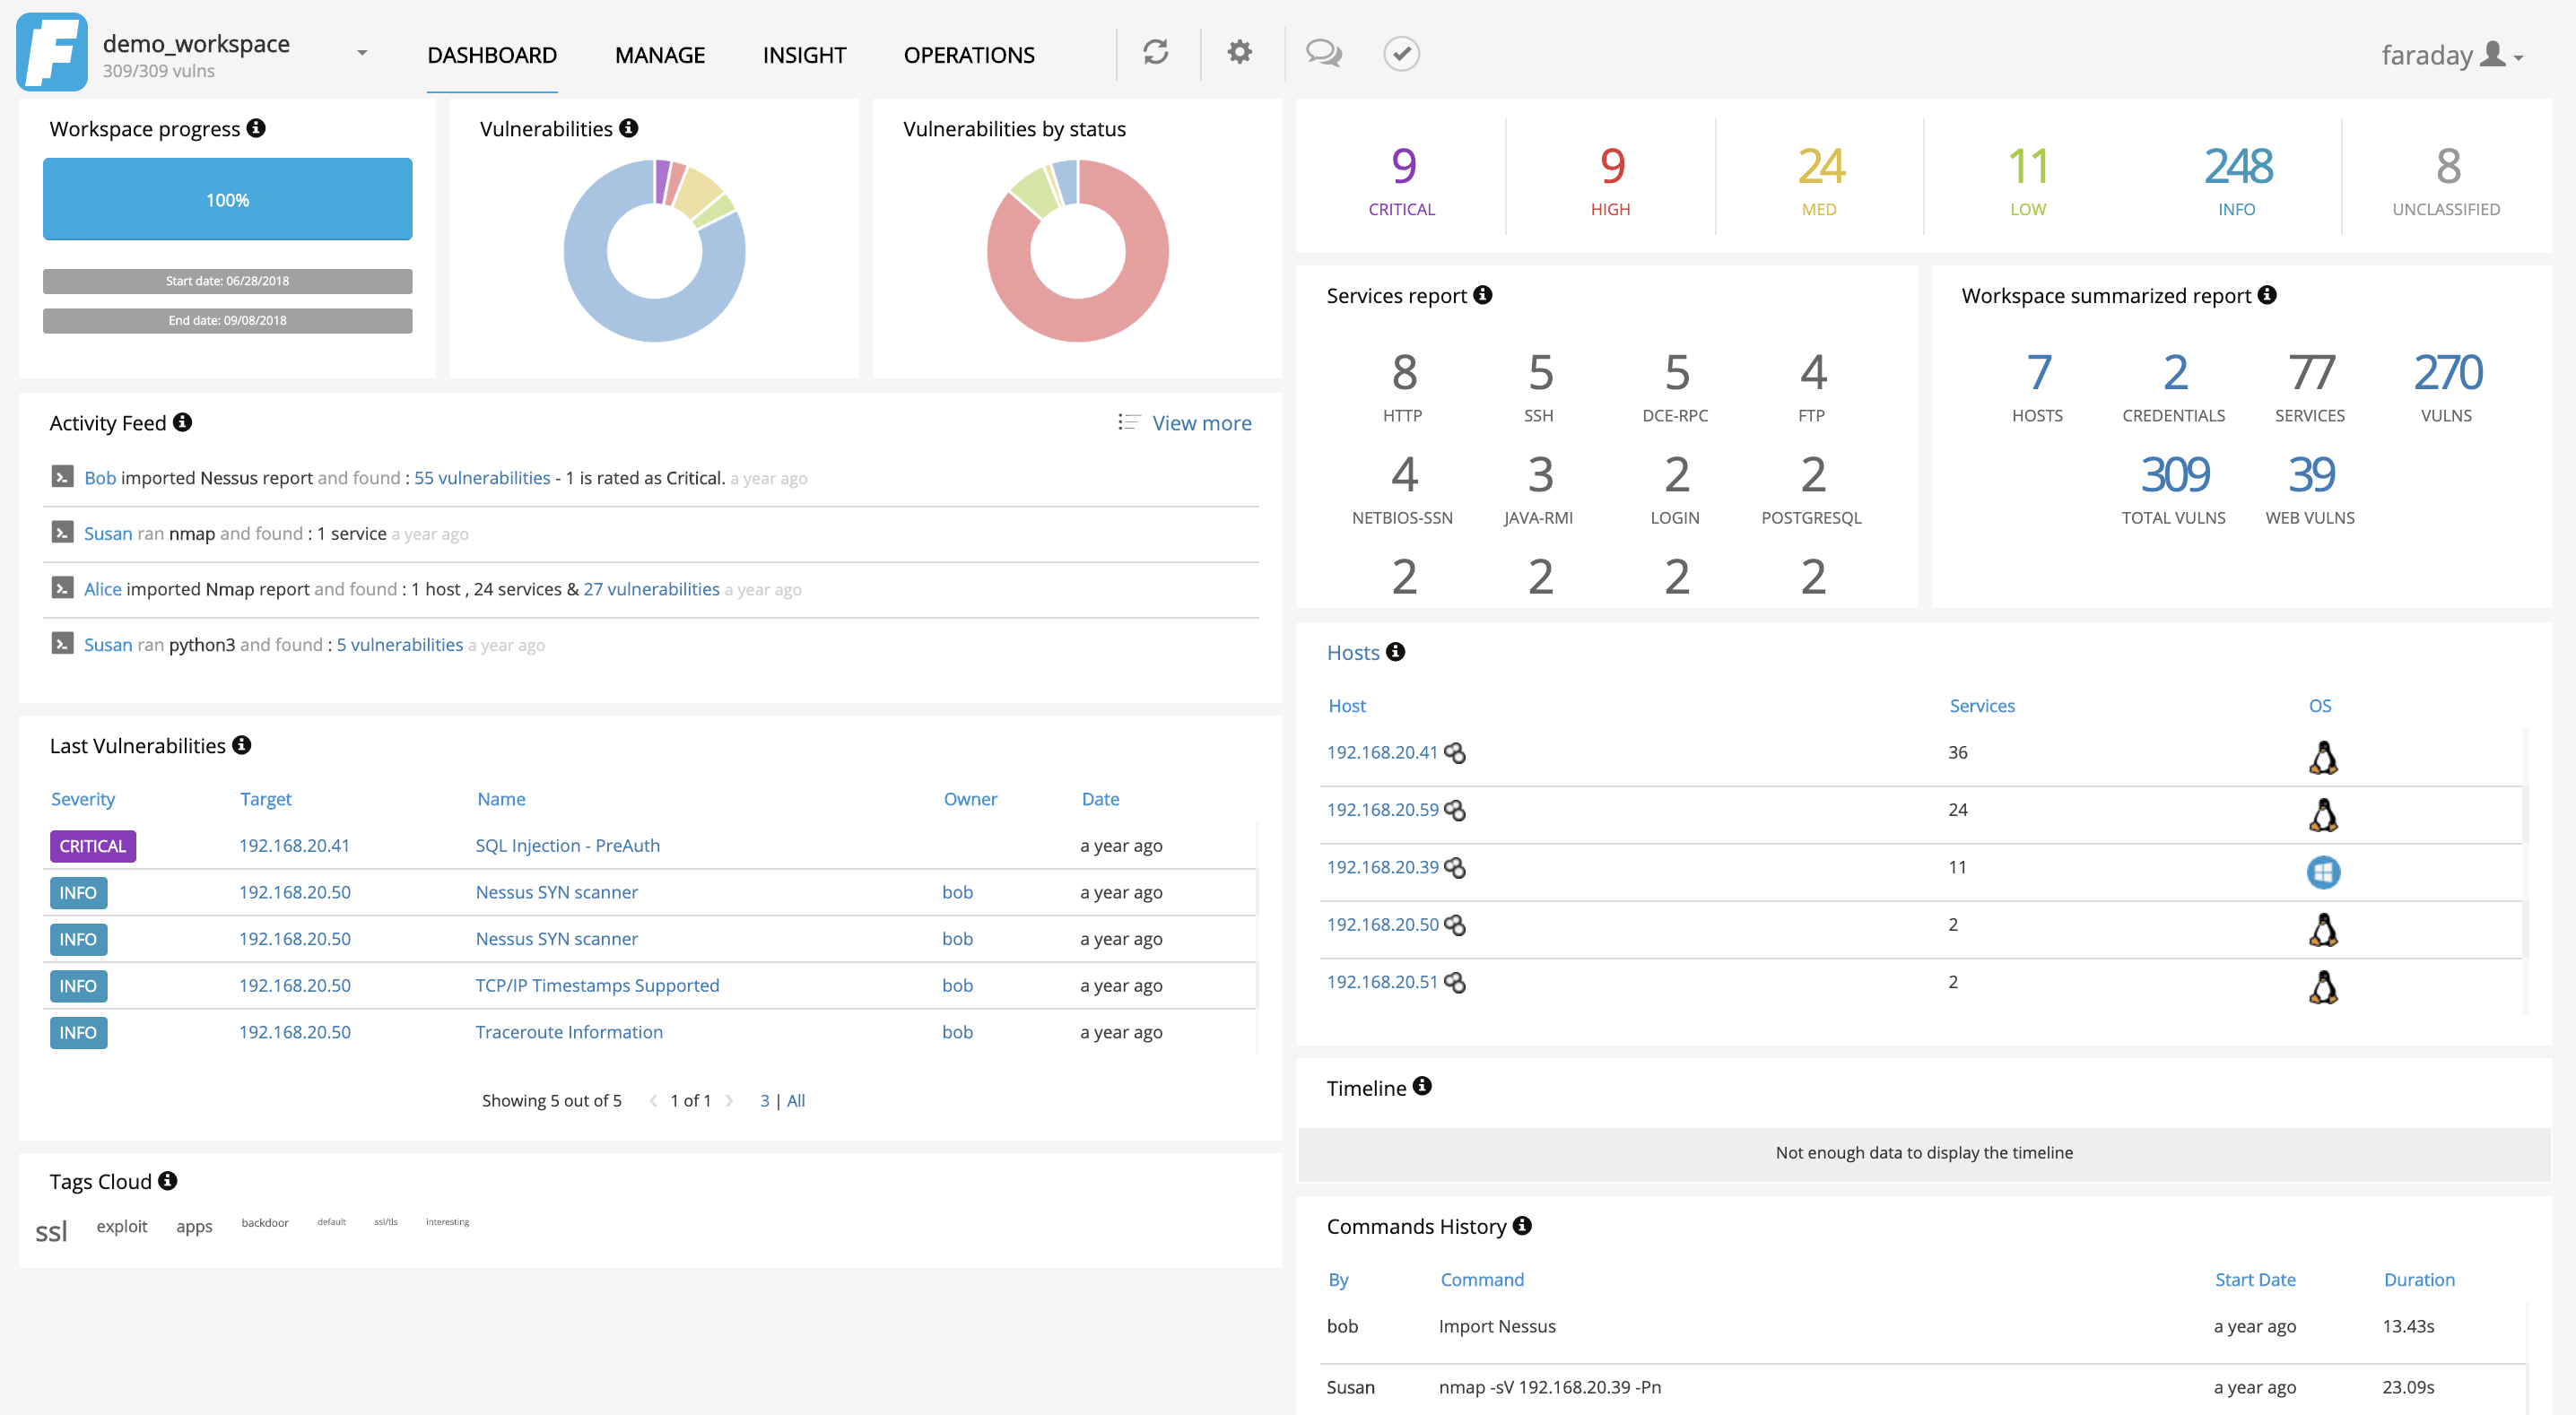 demo_workspace
309/309 vulns
DASHBOARD
MANAGE
INSIGHT
OPERATIONS
faraday
Workspace progress
100%
Start date: 06/28/2018
End date: 09/08/2018
Vulnerabilities
Vulnerabilities by status
9
CRITICAL
9
HIGH
24
MED
11
LOW
248
INFO
8
UNCLASSIFIED
Activity Feed
View more
Bob imported Nessus report and found : 55 vulnerabilities - 1 is rated as Critical. a year ago
Susan ran nmap and found : 1 service a year ago
Alice imported Nmap report and found : 1 host , 24 services & 27 vulnerabilities a year ago
Susan ran python3 and found : 5 vulnerabilities a year ago
Services report
8 5 5 4
HTTP SSH DCE-RPC FTP
4 3 2 2
NETBIOS-SSN JAVA-RMI LOGIN POSTGRESQL
2 2 2 2
Workspace summarized report
7 2 77 270
HOSTS CREDENTIALS SERVICES VULNS
309 39
TOTAL VULNS WEB VULNS
Last Vulnerabilities
Severity Target Name Owner Date
CRITICAL 192.168.20.41 SQL Injection - PreAuth a year ago
INFO 192.168.20.50 Nessus SYN scanner bob a year ago
INFO 192.168.20.50 Nessus SYN scanner bob a year ago
INFO 192.168.20.50 TCP/IP Timestamps Supported bob a year ago
INFO 192.168.20.50 Traceroute Information bob a year ago
Showing 5 out of 5 1 of 1 3 | All
Hosts
Host Services OS
192.168.20.41 36
192.168.20.59 24
192.168.20.39 11
192.168.20.50 2
192.168.20.51 2
Timeline
Not enough data to display the timeline
Tags Cloud
ssl exploit apps backdoor default ssl/tls interesting
Commands History
By Command Start Date Duration
bob Import Nessus a year ago 13.43s
Susan nmap -sV 192.168.20.39 -Pn a year ago 23.09s